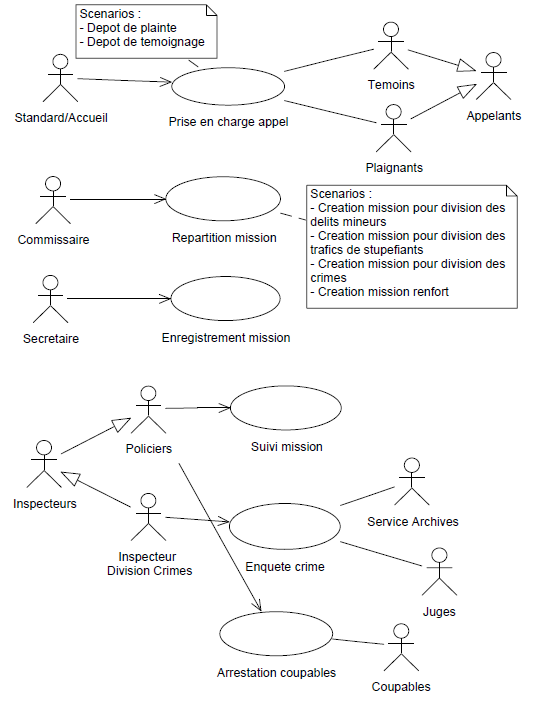 Scenarios :
- Depot de plainte
- Depot de temoignage
Standard/Accueil
Prise en charge appel
Temoins
Appelants
Plaignants
Commissaire
Repartition mission
Scenarios :
- Creation mission pour division des
delits mineurs
- Creation mission pour division des
trafics de stupefiants
- Creation mission pour division des
crimes
- Creation mission renfort
Secretaire
Enregistrement mission
Policiers
Suivi mission
Inspecteurs
Inspecteur
Division Crimes
Enquete crime
Service Archives
Juges
Arrestation coupables
Coupables